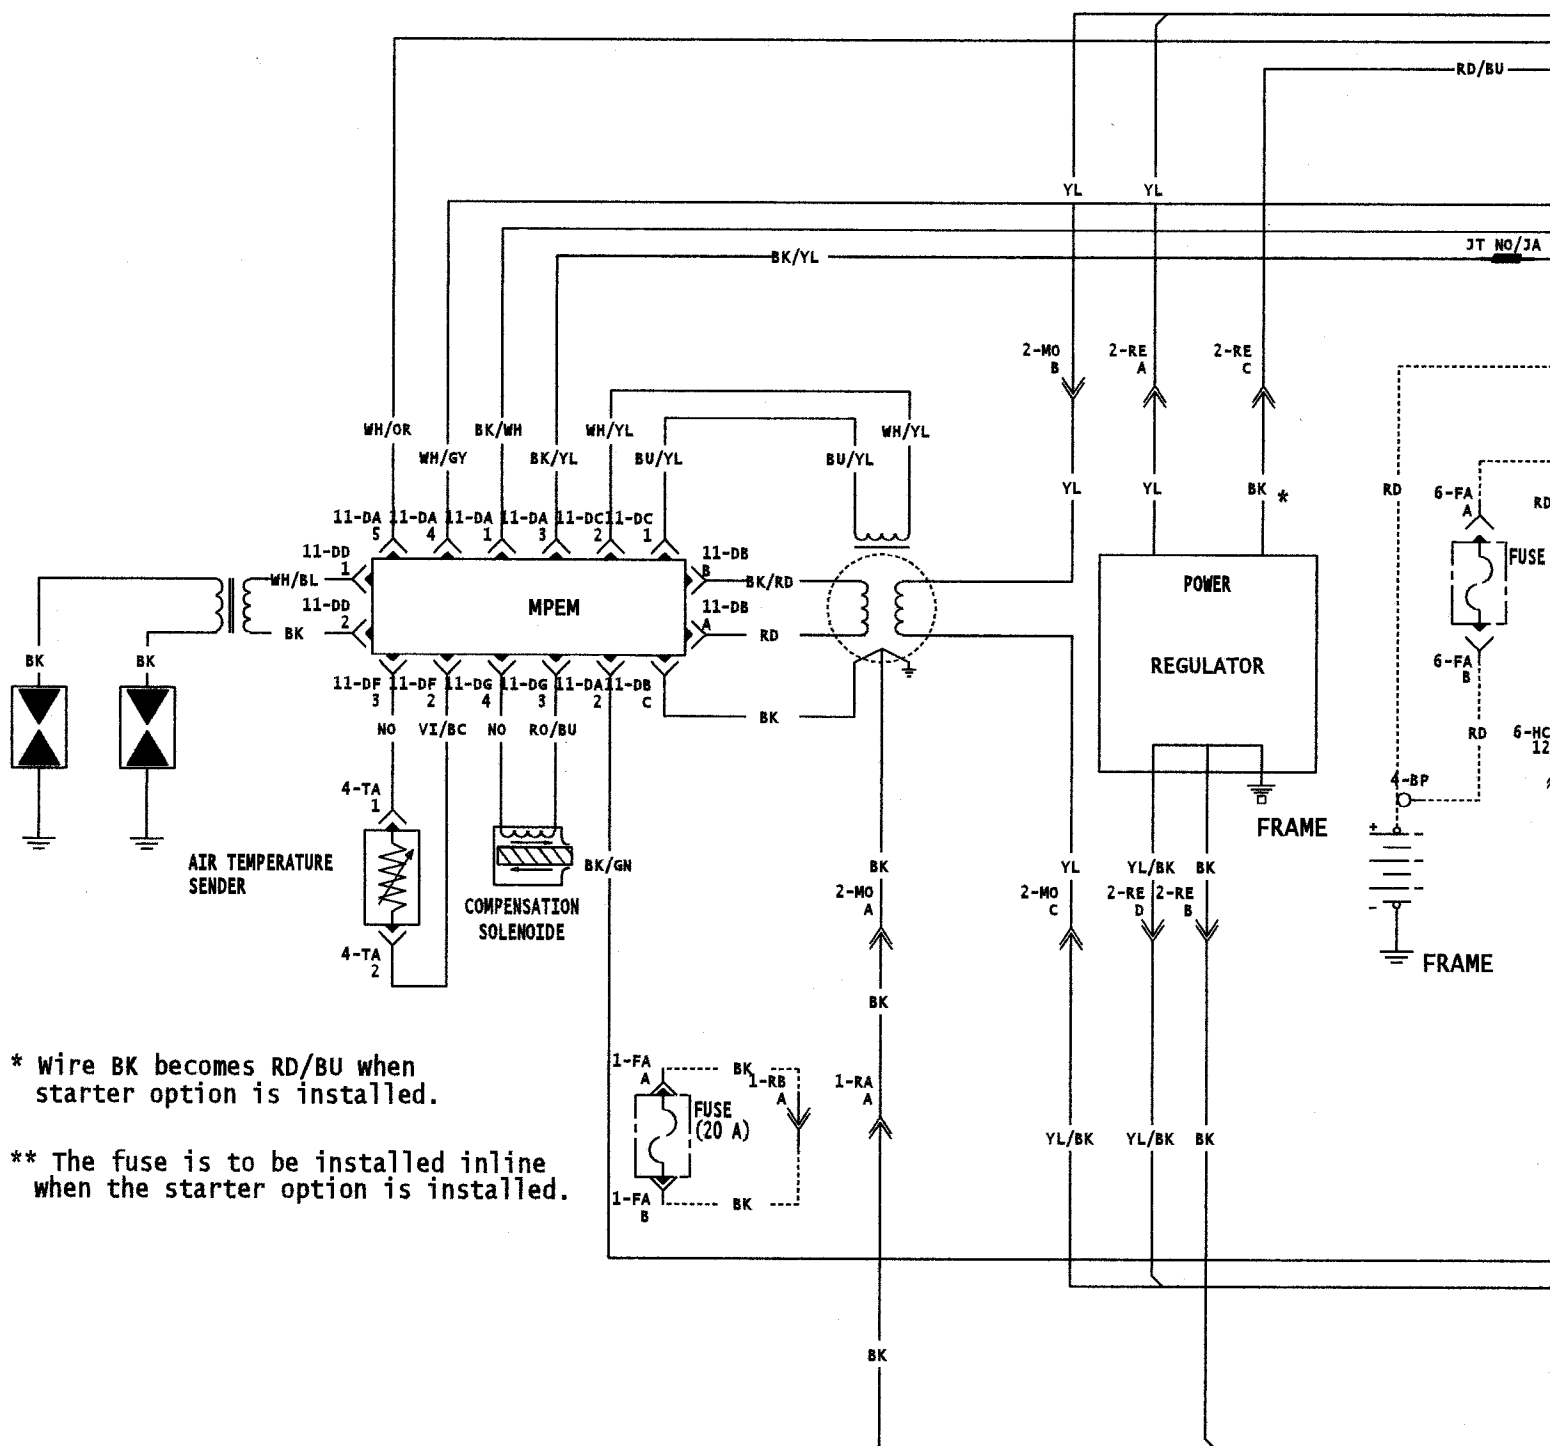 RD/BU
YL YL
JT NO/JA
BK/YL
2-MO
B
2-RE
A
2-RE
C
WH/OR
BK/WH
WH/YL
WH/YL
WH/GY
BK/YL
BU/YL
BU/YL
YL
YL
BK *
RD
6-FA
A
RD
11-DA
5
11-DA
4
11-DA
1
11-DA
3
11-DC
2
11-DC
1
11-DD
1
11-DB
B
FUSE
WH/BL
BK/RD
MPEM
POWER
REGULATOR
11-DD
2
11-DB
A
BK
RD
BK
BK
6-FA
B
11-DF
3
11-DF
2
11-DG
4
11-DG
3
11-DA
2
11-DB
C
BK
NO
VI/BC
NO
RO/BU
RD
6-HC
12
4-TA
1
4-BP
FRAME
+
-
AIR TEMPERATURE
SENDER
BK/GN
BK
YL
YL/BK
BK
COMPENSATION
SOLENOIDE
2-MO
A
2-MO
C
2-RE
D
2-RE
B
4-TA
2
FRAME
BK
* Wire BK becomes RD/BU when
starter option is installed.
1-FA
A
BK
1-RB
A
1-RA
A
FUSE
(20 A)
YL/BK
YL/BK
BK
** The fuse is to be installed inline
when the starter option is installed.
1-FA
B
BK
BK